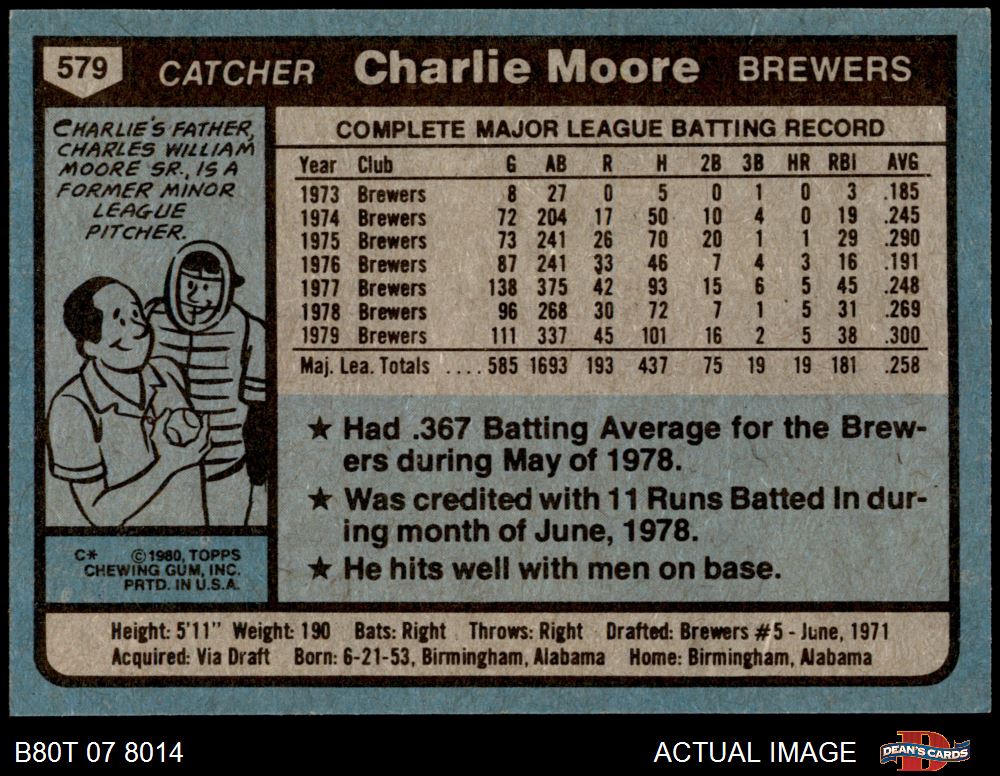 579 CATCHER Charlie Moore BREWERS
CHARLIE'S FATHER,
CHARLES WILLIAM
MOORE SR., IS A
FORMER MINOR
LEAGUE
PITCHER.
C* ©1980, TOPPS
CHEWING GUM, INC.
PRTD. IN U.S.A.
COMPLETE MAJOR LEAGUE BATTING RECORD
Year Club G AB R H 2B 3B HR RBI AVG
1973 Brewers 8 27 0 5 0 1 0 3 .185
1974 Brewers 72 204 17 50 10 4 0 19 .245
1975 Brewers 73 241 26 70 20 1 1 29 .290
1976 Brewers 87 241 33 46 7 4 3 16 .191
1977 Brewers 138 375 42 93 15 6 5 45 .248
1978 Brewers 96 268 30 72 7 1 5 31 .269
1979 Brewers 111 337 45 101 16 2 5 38 .300
Maj. Lea. Totals .... 585 1693 193 437 75 19 19 181 .258
★ Had .367 Batting Average for the Brew-
ers during May of 1978.
★ Was credited with 11 Runs Batted In dur-
ing month of June, 1978.
★ He hits well with men on base.
Height: 5'11" Weight: 190 Bats: Right Throws: Right Drafted: Brewers #5 - June, 1971
Acquired: Via Draft Born: 6-21-53, Birmingham, Alabama Home: Birmingham, Alabama
B80T 07 8014 ACTUAL IMAGE DEAN'S CARDS